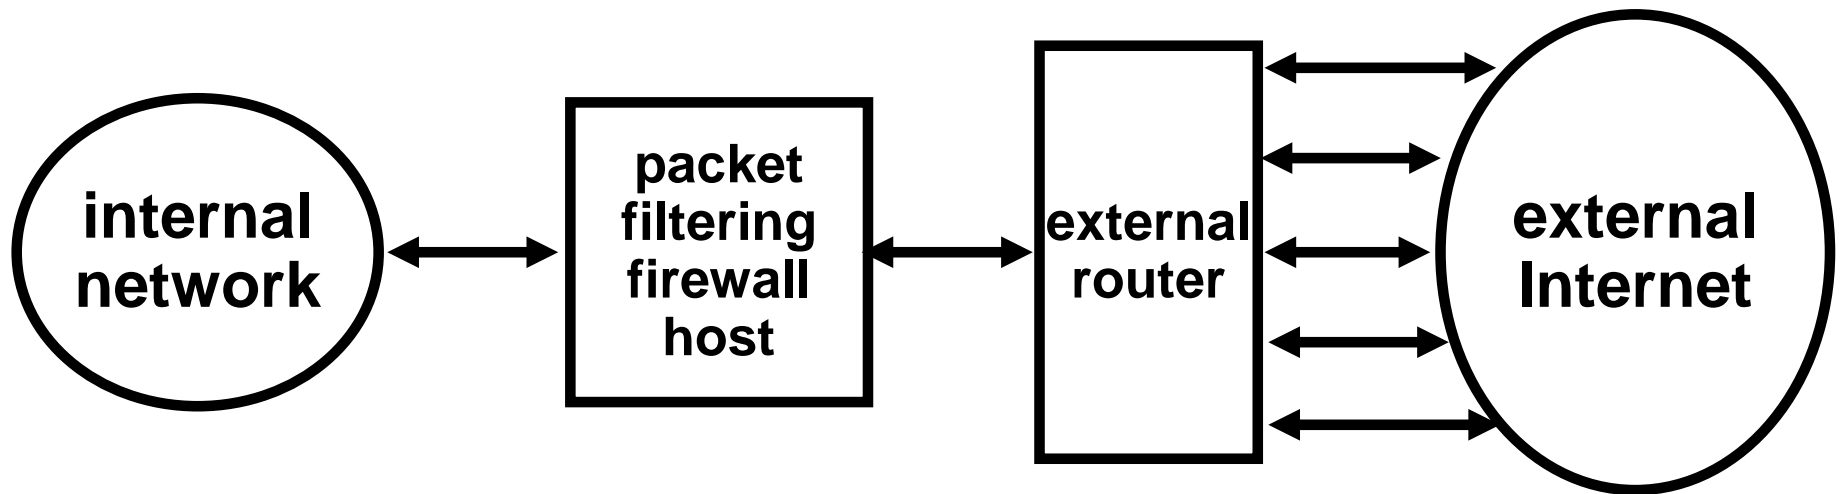 internal
network
packet
filtering
firewall
host
external
router
external
Internet